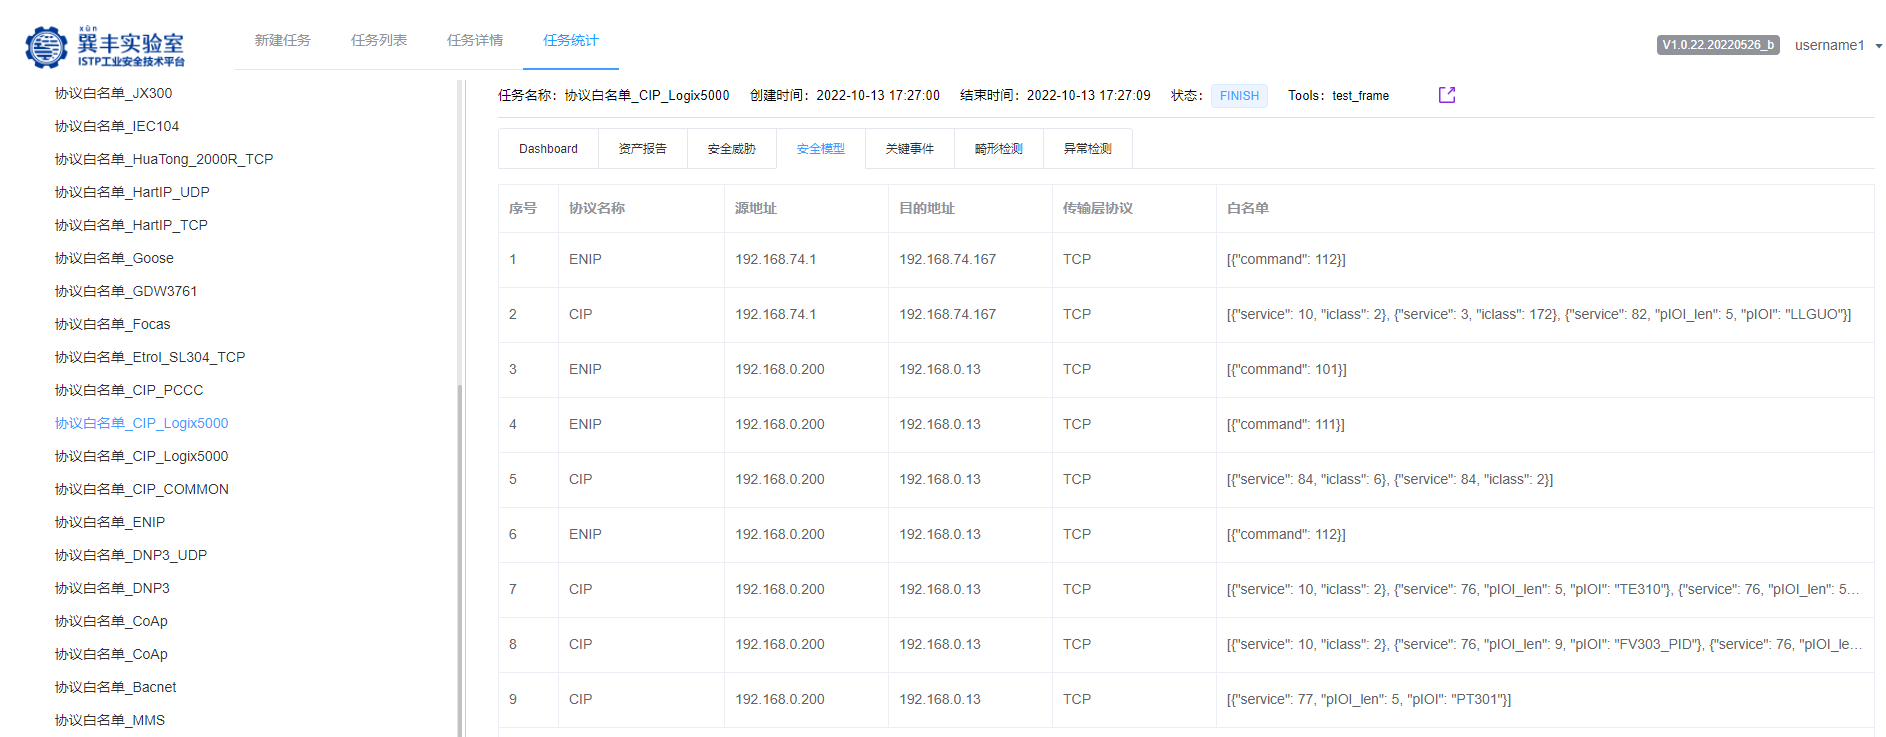 xùn
巽丰实验室
ISTP工业安全技术平台
新建任务 任务列表 任务详情 任务统计
V1.0.22.20220526_b username1
协议白名单_JX300
协议白名单_IEC104
协议白名单_HuaTong_2000R_TCP
协议白名单_HartIP_UDP
协议白名单_HartIP_TCP
协议白名单_Goose
协议白名单_GDW3761
协议白名单_Focas
协议白名单_Etrol_SL304_TCP
协议白名单_CIP_PCCC
协议白名单_CIP_Logix5000
协议白名单_CIP_Logix5000
协议白名单_CIP_COMMON
协议白名单_ENIP
协议白名单_DNP3_UDP
协议白名单_DNP3
协议白名单_CoAp
协议白名单_CoAp
协议白名单_Bacnet
协议白名单_MMS
任务名称：协议白名单_CIP_Logix5000 创建时间：2022-10-13 17:27:00 结束时间：2022-10-13 17:27:09 状态： FINISH Tools：test_frame
Dashboard 资产报告 安全威胁 安全模型 关键事件 畸形检测 异常检测
序号 协议名称 源地址 目的地址 传输层协议 白名单
1 ENIP 192.168.74.1 192.168.74.167 TCP [{"command": 112}]
2 CIP 192.168.74.1 192.168.74.167 TCP [{"service": 10, "iclass": 2}, {"service": 3, "iclass": 172}, {"service": 82, "pIOI_len": 5, "pIOI": "LLGUO"}]
3 ENIP 192.168.0.200 192.168.0.13 TCP [{"command": 101}]
4 ENIP 192.168.0.200 192.168.0.13 TCP [{"command": 111}]
5 CIP 192.168.0.200 192.168.0.13 TCP [{"service": 84, "iclass": 6}, {"service": 84, "iclass": 2}]
6 ENIP 192.168.0.200 192.168.0.13 TCP [{"command": 112}]
7 CIP 192.168.0.200 192.168.0.13 TCP [{"service": 10, "iclass": 2}, {"service": 76, "pIOI_len": 5, "pIOI": "TE310"}, {"service": 76, "pIOI_len": 5...
8 CIP 192.168.0.200 192.168.0.13 TCP [{"service": 10, "iclass": 2}, {"service": 76, "pIOI_len": 9, "pIOI": "FV303_PID"}, {"service": 76, "pIOI_le...
9 CIP 192.168.0.200 192.168.0.13 TCP [{"service": 77, "pIOI_len": 5, "pIOI": "PT301"}]